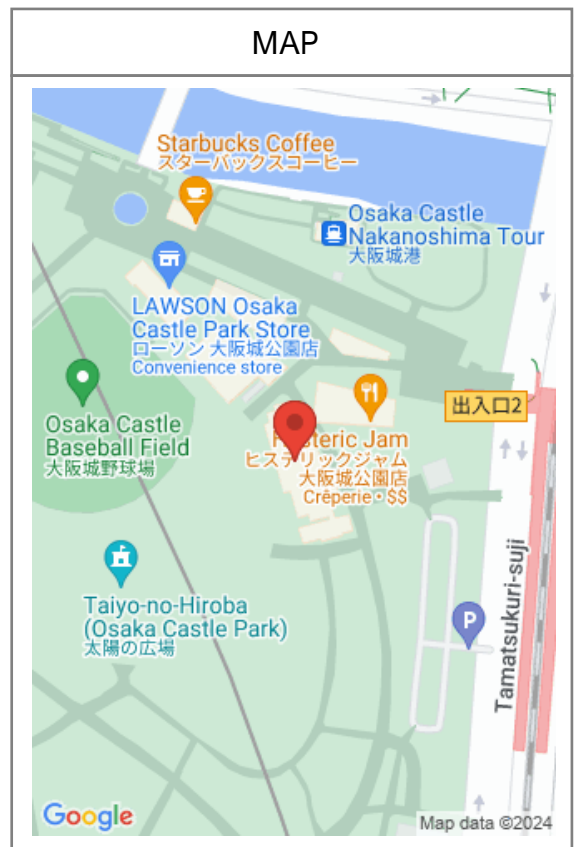 MAP
Starbucks Coffee
スターバックスコーヒー
Osaka Castle
Nakanoshima Tour
大阪城港
LAWSON Osaka
Castle Park Store
ローソン 大阪城公園店
Convenience store
出入口2
Osaka Castle
Baseball Field
大阪城野球場
teric Jam
ヒステリックジャム
大阪城公園店
Crêperie • $$
Taiyo-no-Hiroba
(Osaka Castle Park)
太陽の広場
P
Tamatsukuri-suji
Google
Map data ©2024